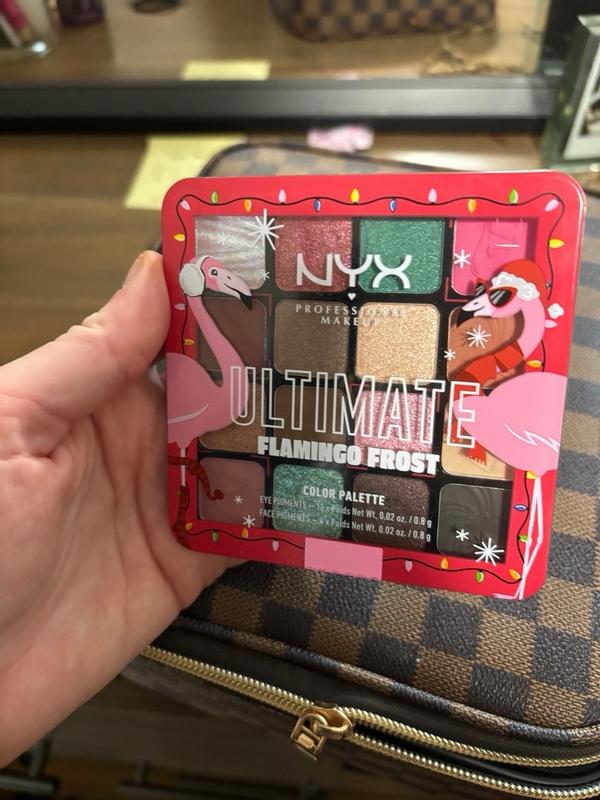 NYX
PROFESSIONAL
MAKEUP
ULTIMATE
FLAMINGO FROST
COLOR PALETTE
EYE PIGMENTS – 12 x Poids Net Wt. 0.02 oz. / 0.8 g
FACE PIGMENTS – 4 x Poids Net Wt. 0.02 oz. / 0.8 g